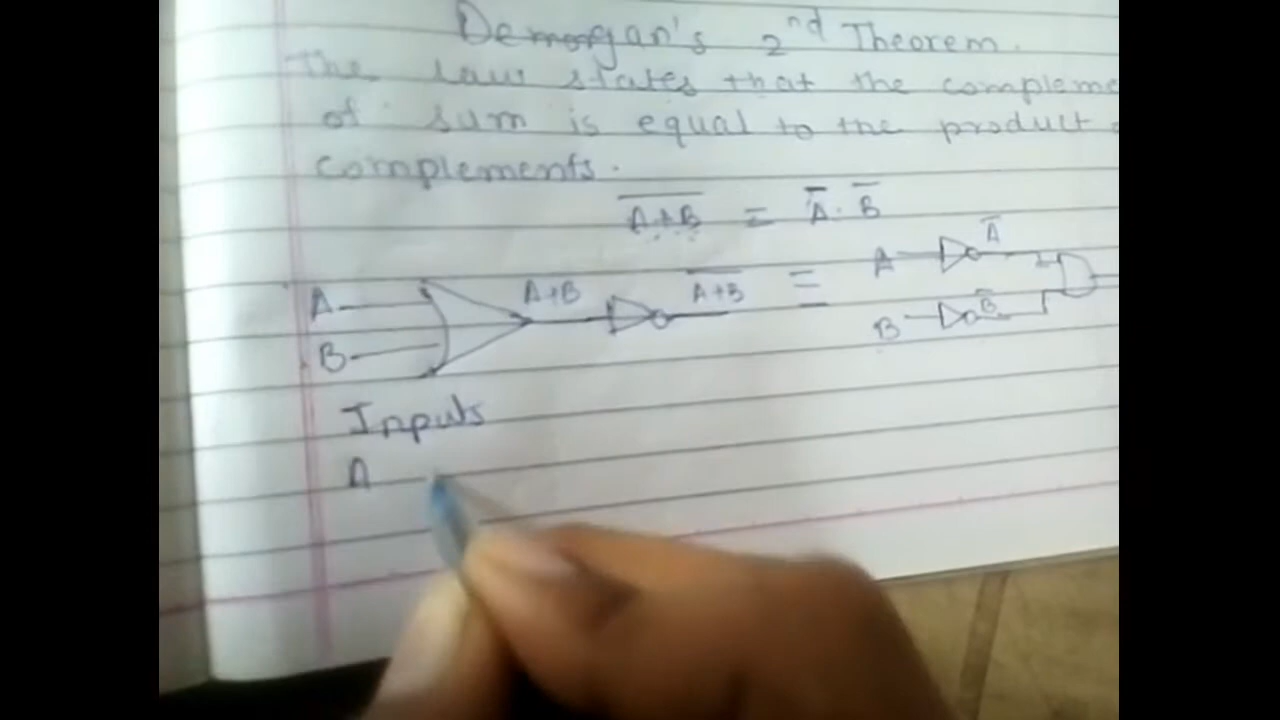 Demorgan's 2nd Theorem.
The law states that the compleme
of sum is equal to the product
complements.
A̅+̅B̅ = A̅ . B̅
A A+B A̅+̅B̅ = A A̅
B B B̅
Inputs
A